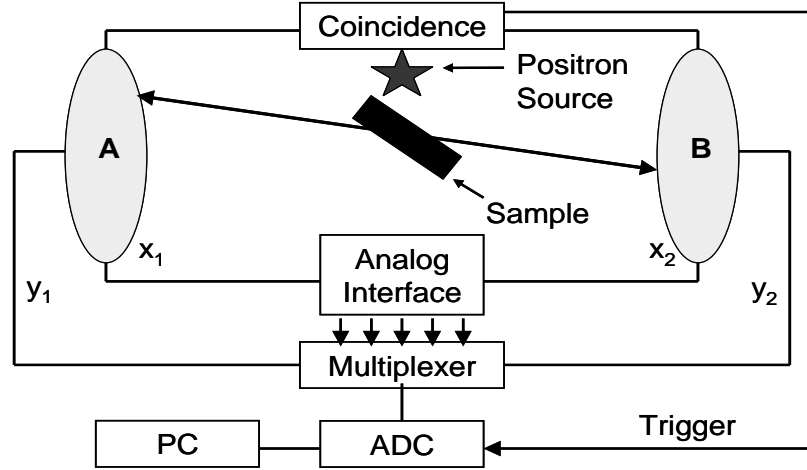 Coincidence
Positron
Source
A
B
Sample
x1
x2
Analog
Interface
y1
y2
Multiplexer
Trigger
PC
ADC